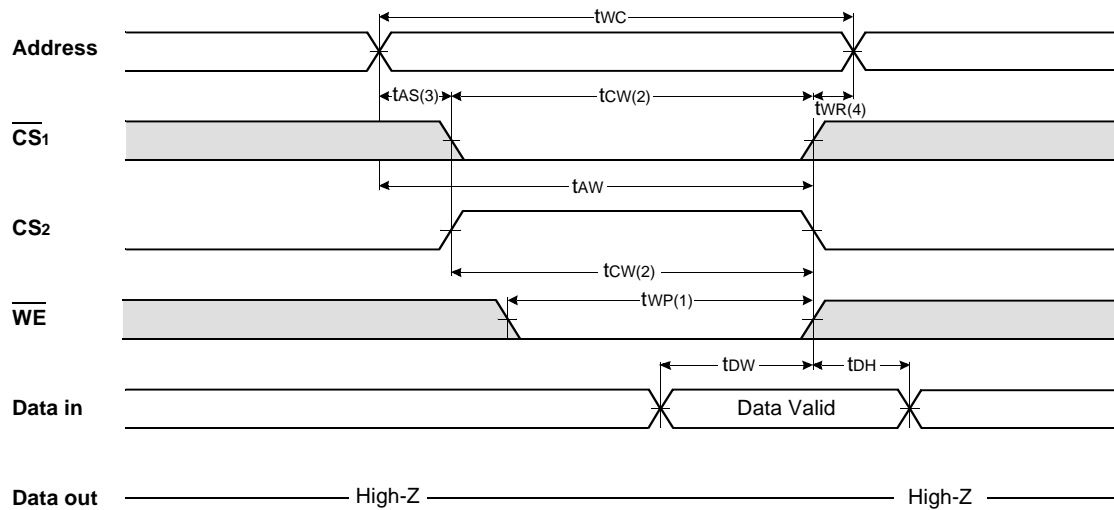 tWC
Address
tAS(3)
tCW(2)
tWR(4)
CS1
tAW
CS2
tCW(2)
tWP(1)
WE
tDW
tDH
Data in
Data Valid
Data out
High-Z
High-Z